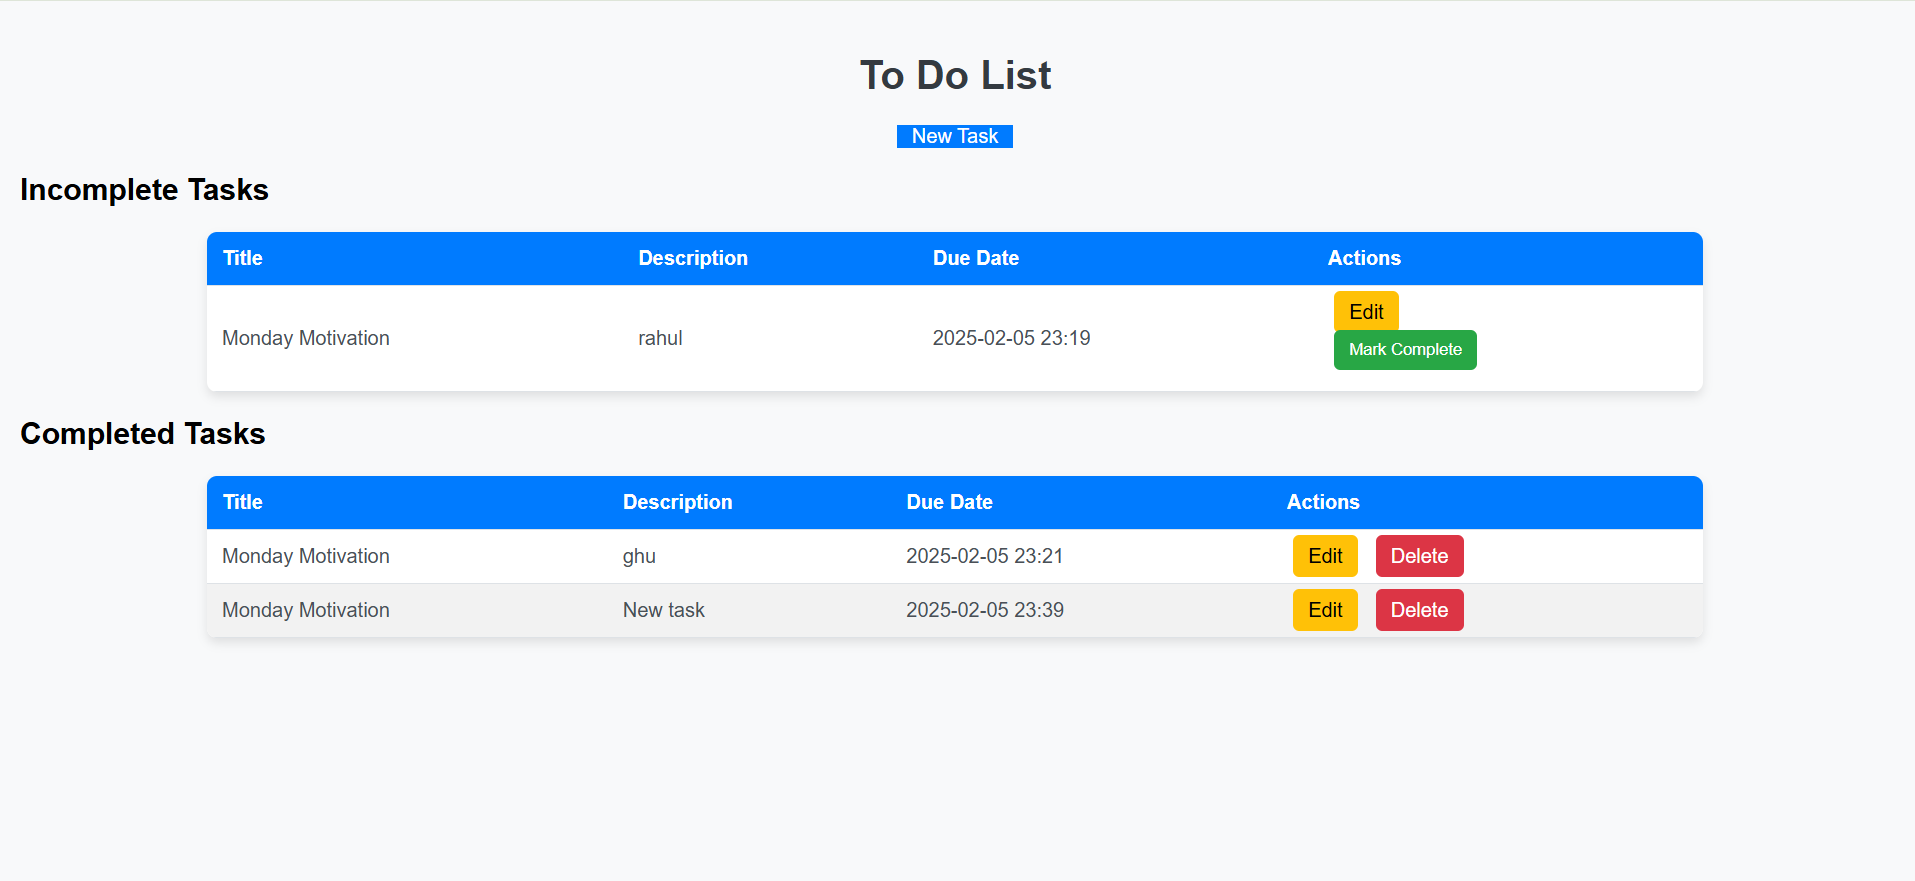 To Do List
New Task
Incomplete Tasks
Title Description Due Date Actions
Edit
Monday Motivation rahul 2025-02-05 23:19
Mark Complete
Completed Tasks
Title Description Due Date Actions
Monday Motivation ghu 2025-02-05 23:21 Edit Delete
Monday Motivation New task 2025-02-05 23:39 Edit Delete